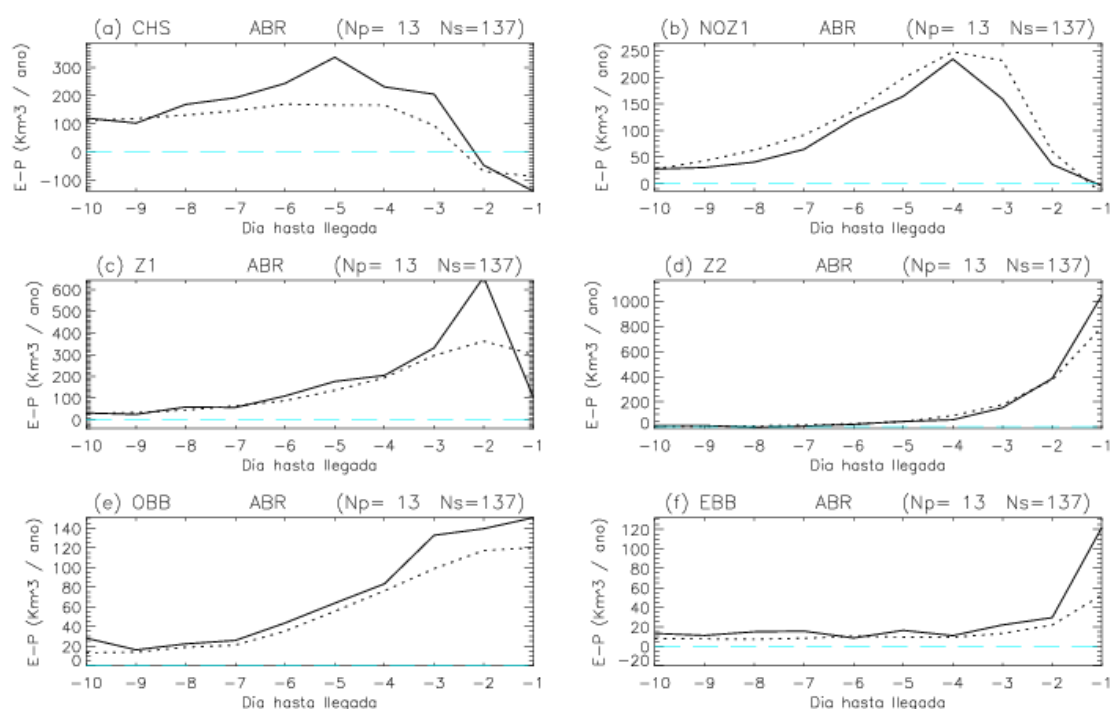 (a) CHS ABR (Np= 13 Ns=137)
E-P (Km^3 / ano)
300
200
100
0
-100
-10 -9 -8 -7 -6 -5 -4 -3 -2 -1
Dia hasta llegada
(b) NQZ1 ABR (Np= 13 Ns=137)
E-P (Km^3 / ano)
250
200
150
100
50
0
-10 -9 -8 -7 -6 -5 -4 -3 -2 -1
Dia hasta llegada
(c) Z1 ABR (Np= 13 Ns=137)
E-P (Km^3 / ano)
600
500
400
300
200
100
0
-10 -9 -8 -7 -6 -5 -4 -3 -2 -1
Dia hasta llegada
(d) Z2 ABR (Np= 13 Ns=137)
E-P (Km^3 / ano)
1000
800
600
400
200
0
-10 -9 -8 -7 -6 -5 -4 -3 -2 -1
Dia hasta llegada
(e) OBB ABR (Np= 13 Ns=137)
E-P (Km^3 / ano)
140
120
100
80
60
40
20
0
-10 -9 -8 -7 -6 -5 -4 -3 -2 -1
Dia hasta llegada
(f) EBB ABR (Np= 13 Ns=137)
E-P (Km^3 / ano)
120
100
80
60
40
20
0
-20
-10 -9 -8 -7 -6 -5 -4 -3 -2 -1
Dia hasta llegada